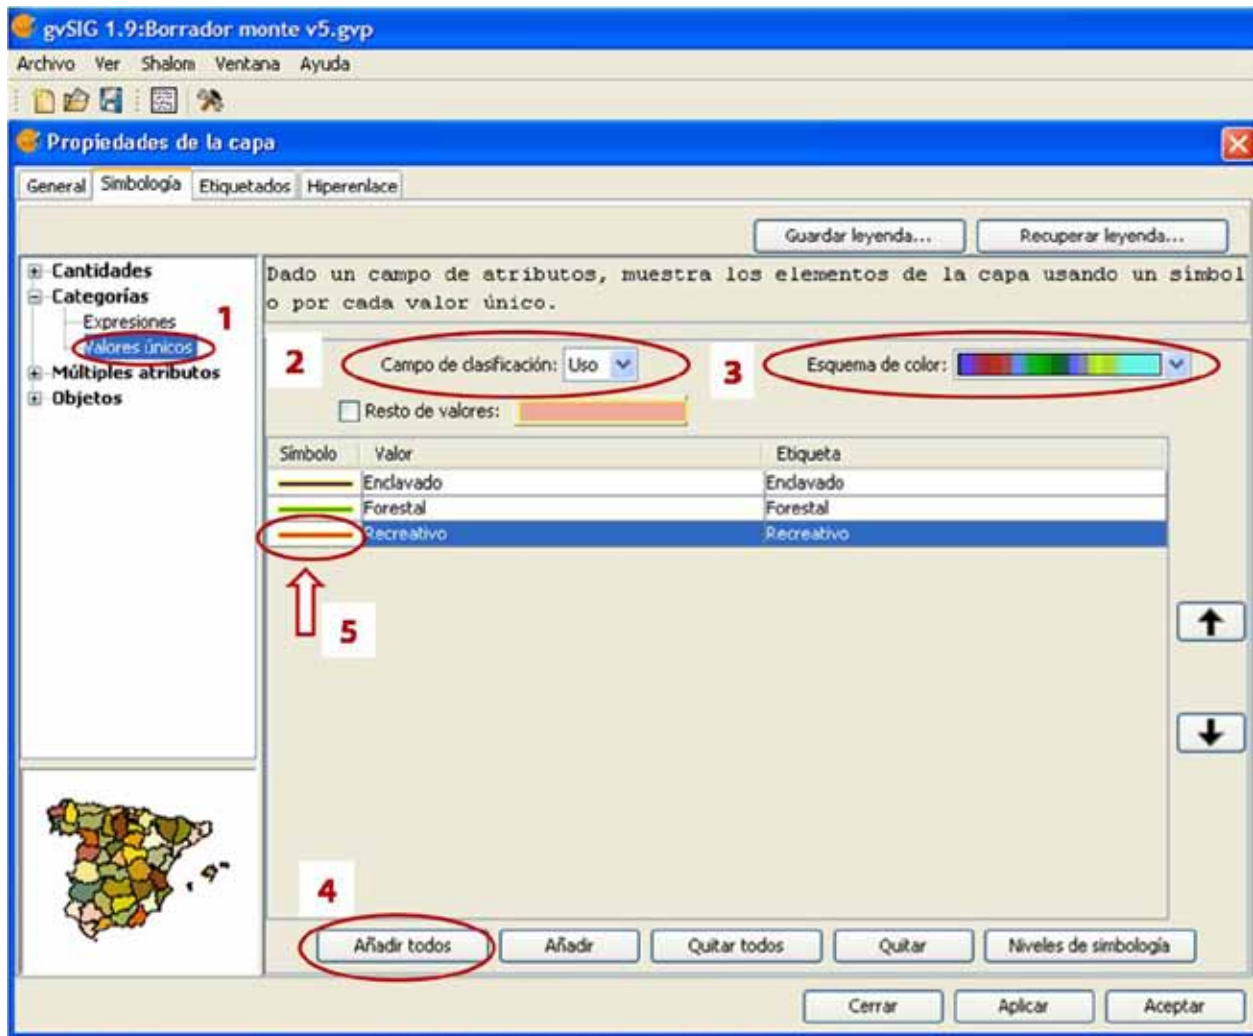 gvSIG 1.9:Borrador monte v5.gvp
Archivo Ver Shalom Ventana Ayuda
Propiedades de la capa
General Simbología Etiquetados Hiperenlace
Guardar leyenda... Recuperar leyenda...
Cantidades
Categorías
Expresiones
Valores únicos
Múltiples atributos
Objetos
1
Dado un campo de atributos, muestra los elementos de la capa usando un símbol
o por cada valor único.
2 Campo de clasificación: Uso 3 Esquema de color:
Resto de valores:
Símbolo Valor Etiqueta
Enclavado Enclavado
Forestal Forestal
Recreativo Recreativo
5
4
Añadir todos Añadir Quitar todos Quitar Niveles de simbología
Cerrar Aplicar Aceptar